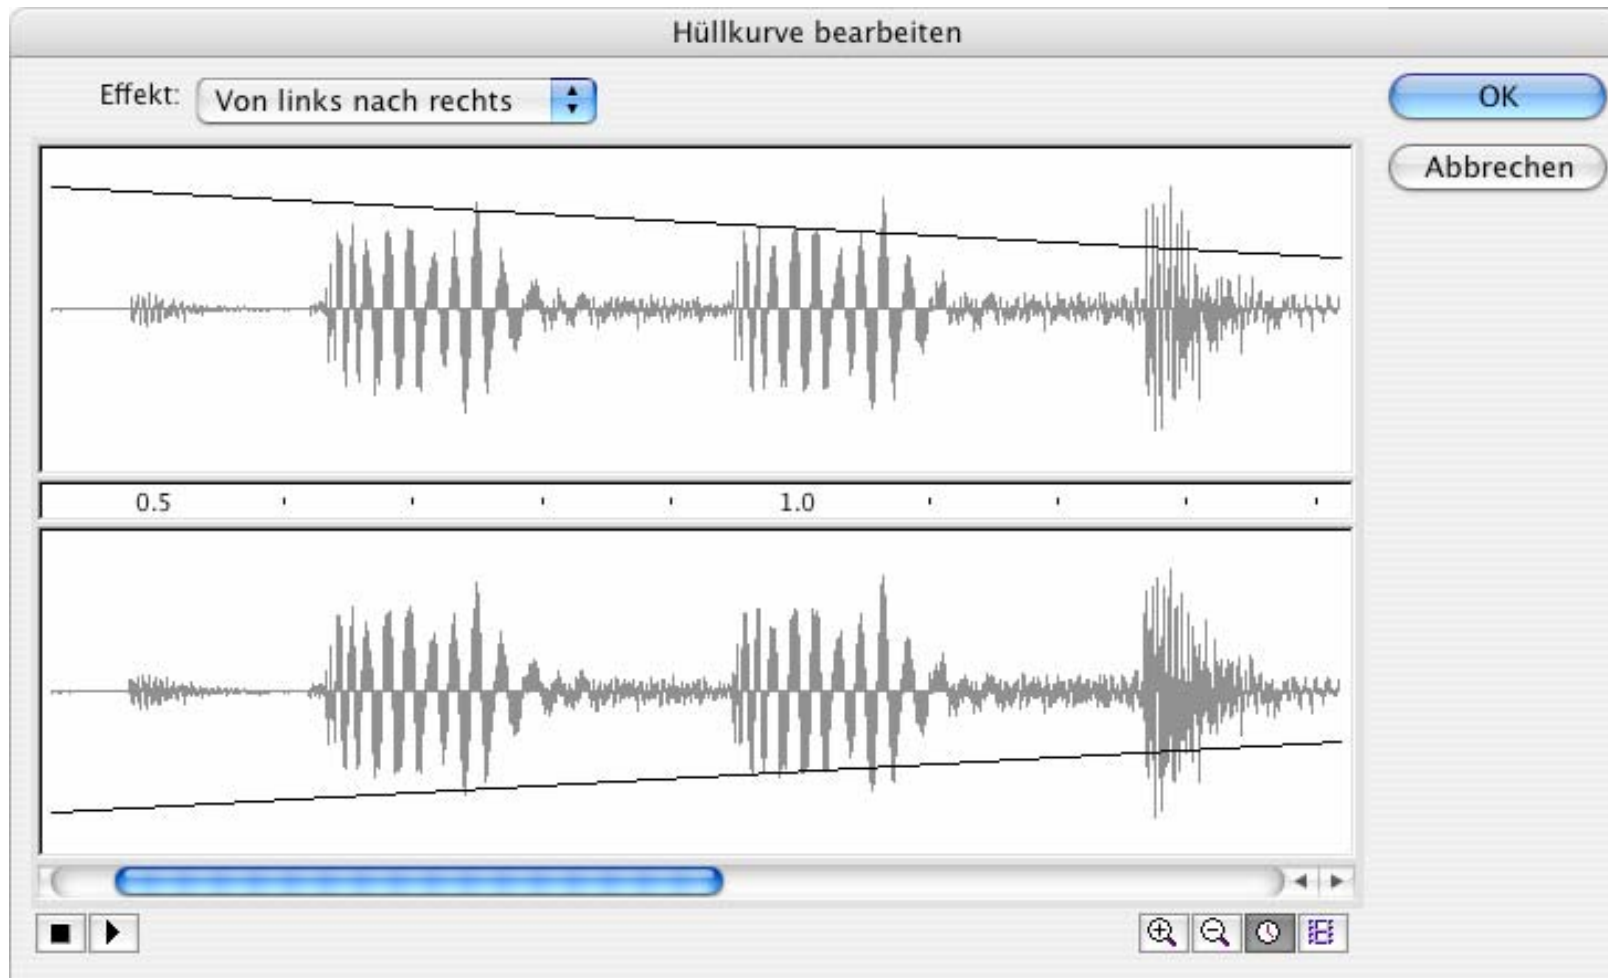 Hüllkurve bearbeiten
Effekt: Von links nach rechts
OK
Abbrechen
0.5 1.0